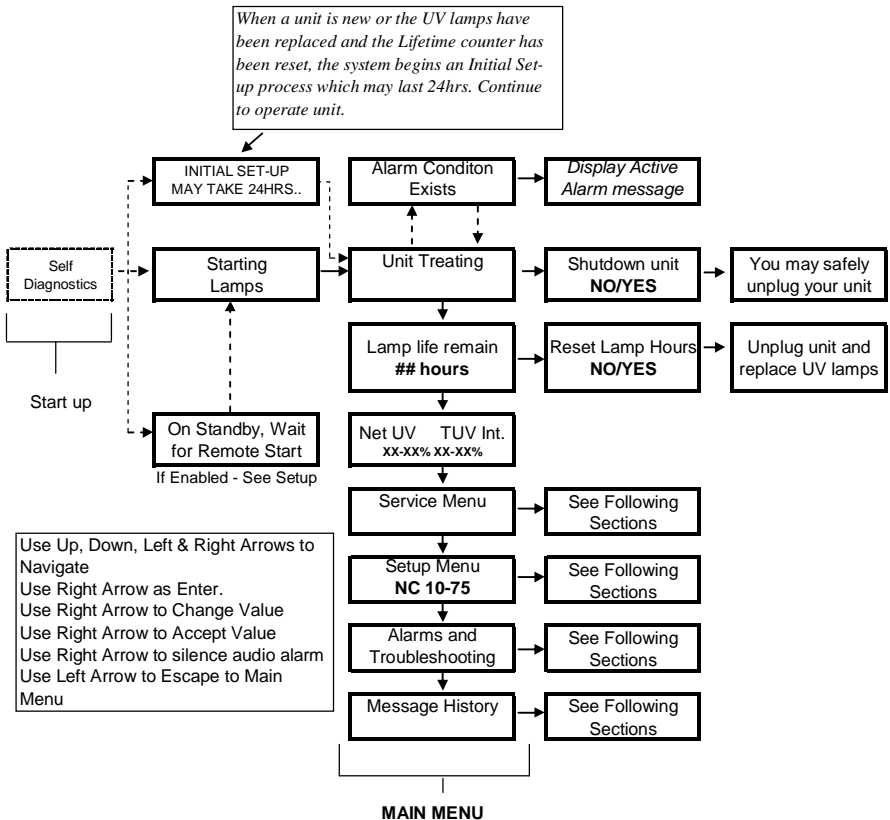 When a unit is new or the UV lamps have
been replaced and the Lifetime counter has
been reset, the system begins an Initial Set-
up process which may last 24hrs. Continue
to operate unit.
INITIAL SET-UP
MAY TAKE 24HRS..
Alarm Conditon
Exists
Display Active
Alarm message
Self
Diagnostics
Starting
Lamps
Unit Treating
Shutdown unit
NO/YES
You may safely
unplug your unit
Lamp life remain
## hours
Reset Lamp Hours
NO/YES
Unplug unit and
replace UV lamps
Start up
On Standby, Wait
for Remote Start
If Enabled - See Setup
Net UV TUV Int.
XX-XX% XX-XX%
Service Menu
See Following
Sections
Setup Menu
NC 10-75
See Following
Sections
Alarms and
Troubleshooting
See Following
Sections
Message History
See Following
Sections
Use Up, Down, Left & Right Arrows to
Navigate
Use Right Arrow as Enter.
Use Right Arrow to Change Value
Use Right Arrow to Accept Value
Use Right Arrow to silence audio alarm
Use Left Arrow to Escape to Main
Menu
MAIN MENU